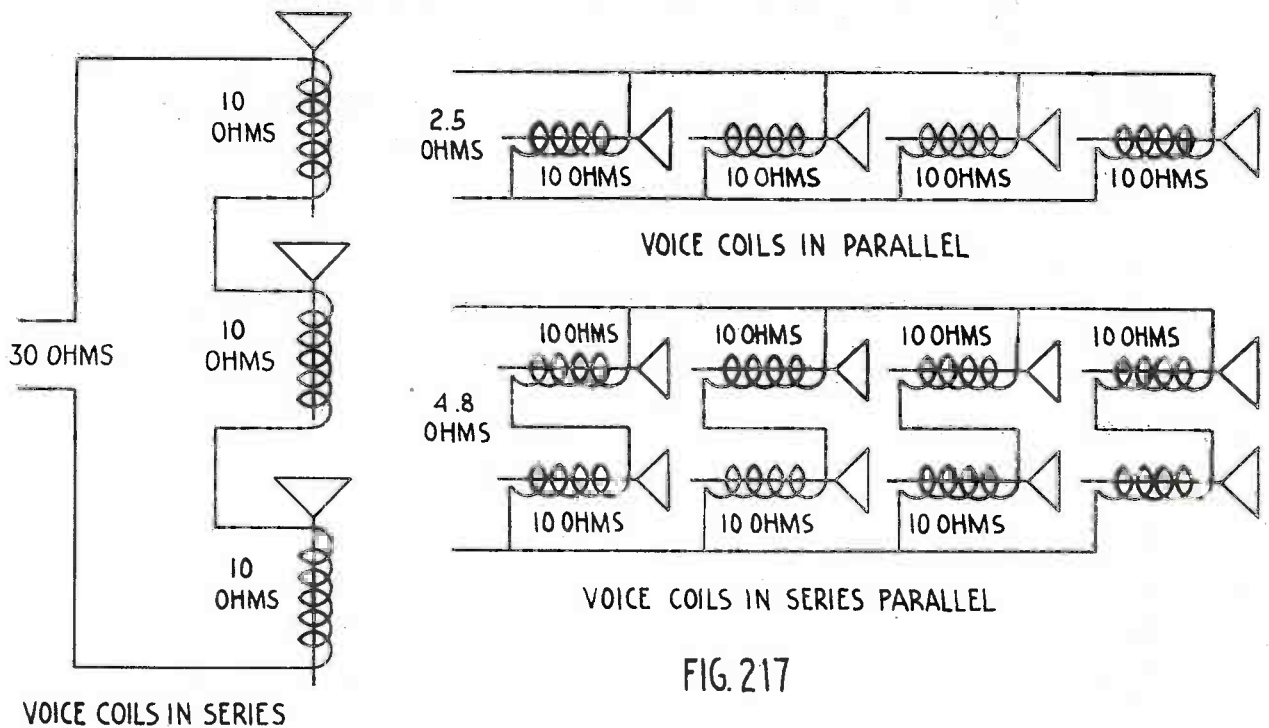 10
OHMS
30 OHMS
10
OHMS
10
OHMS
VOICE COILS IN SERIES
2.5
OHMS
10 OHMS 10 OHMS 10 OHMS 10 OHMS
VOICE COILS IN PARALLEL
10 OHMS 10 OHMS 10 OHMS 10 OHMS
4.8
OHMS
10 OHMS 10 OHMS 10 OHMS
VOICE COILS IN SERIES PARALLEL
FIG. 217